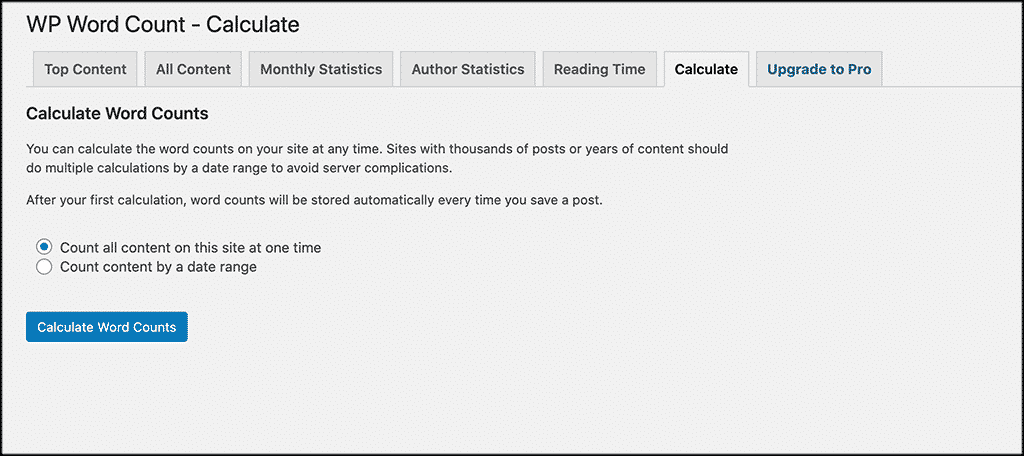 WP Word Count - Calculate
Top Content All Content Monthly Statistics Author Statistics Reading Time Calculate Upgrade to Pro
Calculate Word Counts
You can calculate the word counts on your site at any time. Sites with thousands of posts or years of content should
do multiple calculations by a date range to avoid server complications.
After your first calculation, word counts will be stored automatically every time you save a post.
Count all content on this site at one time
Count content by a date range
Calculate Word Counts